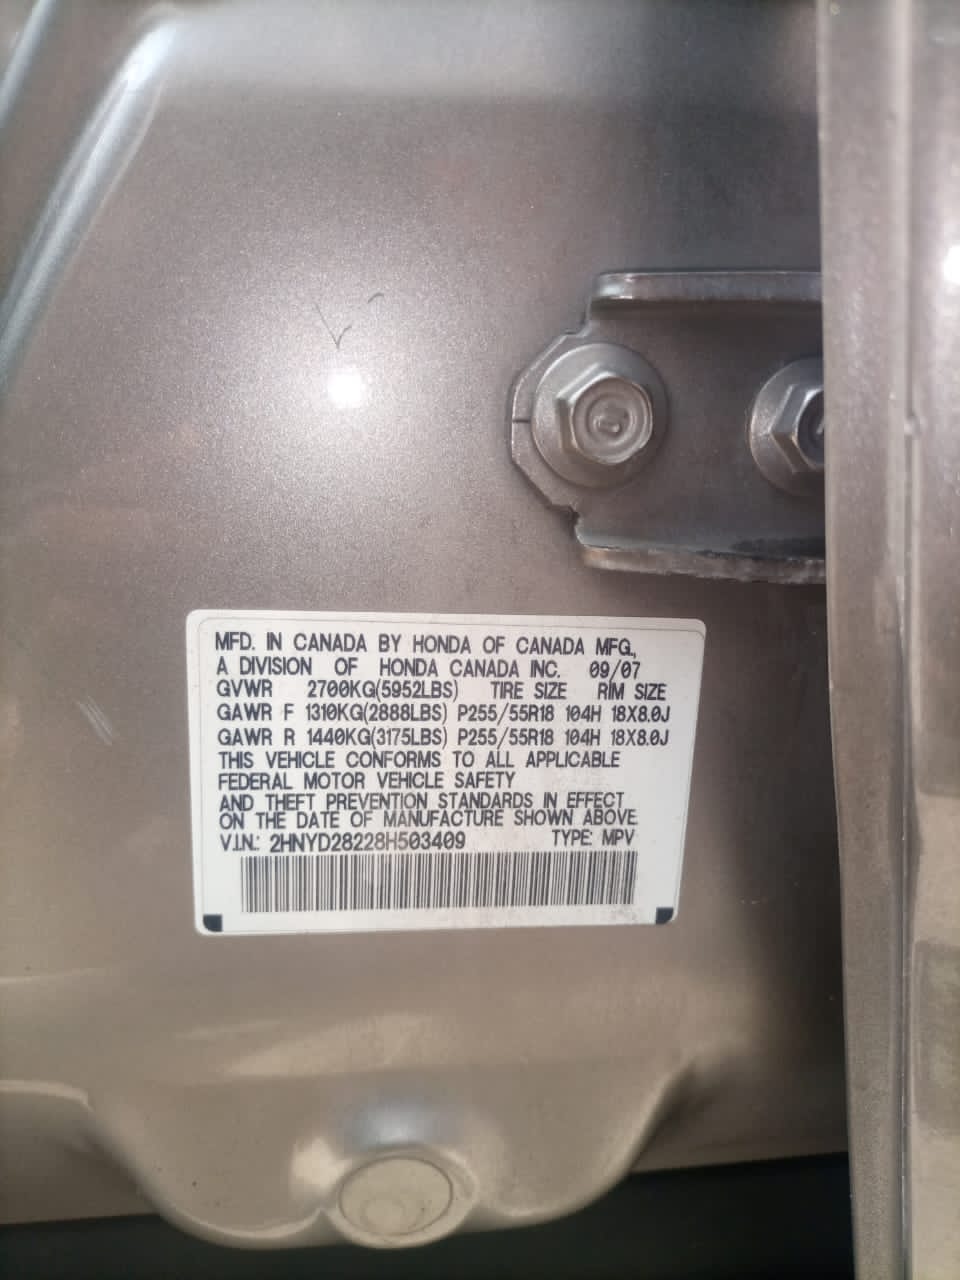 MFD. IN CANADA BY HONDA OF CANADA MFG.,
A DIVISION OF HONDA CANADA INC. 09/07
GVWR 2700KG(5952LBS) TIRE SIZE RIM SIZE
GAWR F 1310KG(2888LBS) P255/55R18 104H 18X8.0J
GAWR R 1440KG(3175LBS) P255/55R18 104H 18X8.0J
THIS VEHICLE CONFORMS TO ALL APPLICABLE
FEDERAL MOTOR VEHICLE SAFETY
AND THEFT PREVENTION STANDARDS IN EFFECT
ON THE DATE OF MANUFACTURE SHOWN ABOVE.
V.I.N.: 2HNYD28228H503409 TYPE: MPV